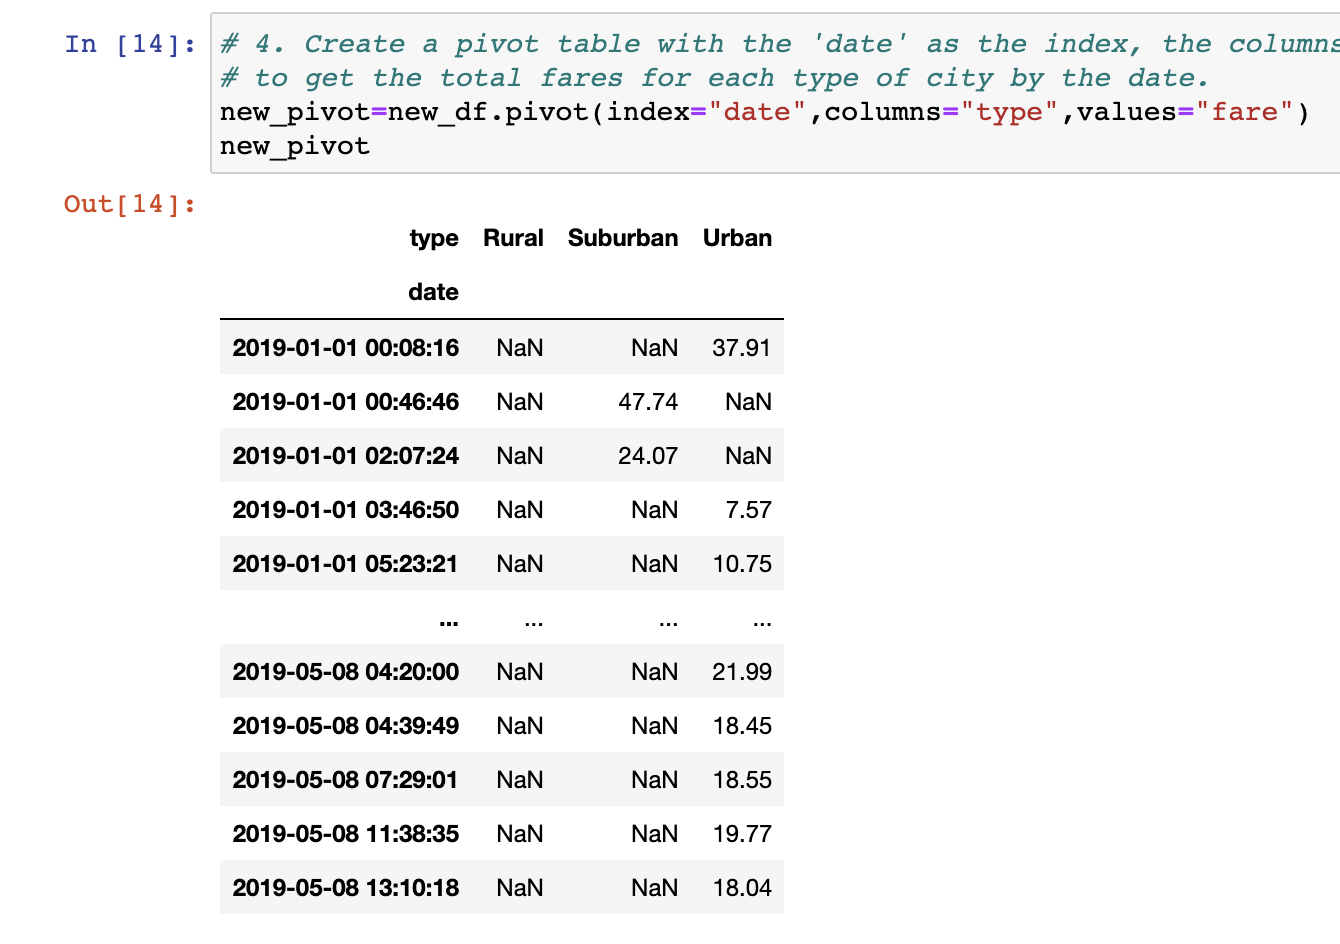 In [14]: # 4. Create a pivot table with the 'date' as the index, the columns
# to get the total fares for each type of city by the date.
new_pivot=new_df.pivot(index="date",columns="type",values="fare")
new_pivot
Out[14]:
type Rural Suburban Urban
date
2019-01-01 00:08:16 NaN NaN 37.91
2019-01-01 00:46:46 NaN 47.74 NaN
2019-01-01 02:07:24 NaN 24.07 NaN
2019-01-01 03:46:50 NaN NaN 7.57
2019-01-01 05:23:21 NaN NaN 10.75
... ... ... ...
2019-05-08 04:20:00 NaN NaN 21.99
2019-05-08 04:39:49 NaN NaN 18.45
2019-05-08 07:29:01 NaN NaN 18.55
2019-05-08 11:38:35 NaN NaN 19.77
2019-05-08 13:10:18 NaN NaN 18.04